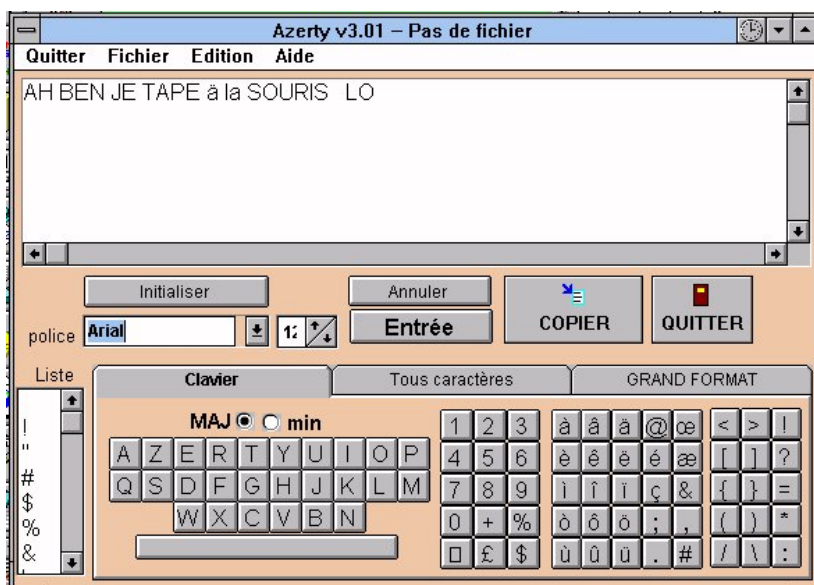 Azerty v3.01 – Pas de fichier
Quitter Fichier Edition Aide
AH BEN JE TAPE ä la SOURIS LO
Initialiser
Annuler
COPIER
QUITTER
police
Arial
12
Entrée
Liste
Clavier
Tous caractères
GRAND FORMAT
!
"
#
$
%
&
MAJ min
A Z E R T Y U I O P
Q S D F G H J K L M
W X C V B N
1 2 3
4 5 6
7 8 9
0 + %
£ $
à â ä @ œ
è ê ë é æ
ì î ï ç &
ò ô ö ; ,
ù û ü . #
< > !
[ ] ?
{ } =
( ) *
/ \ :